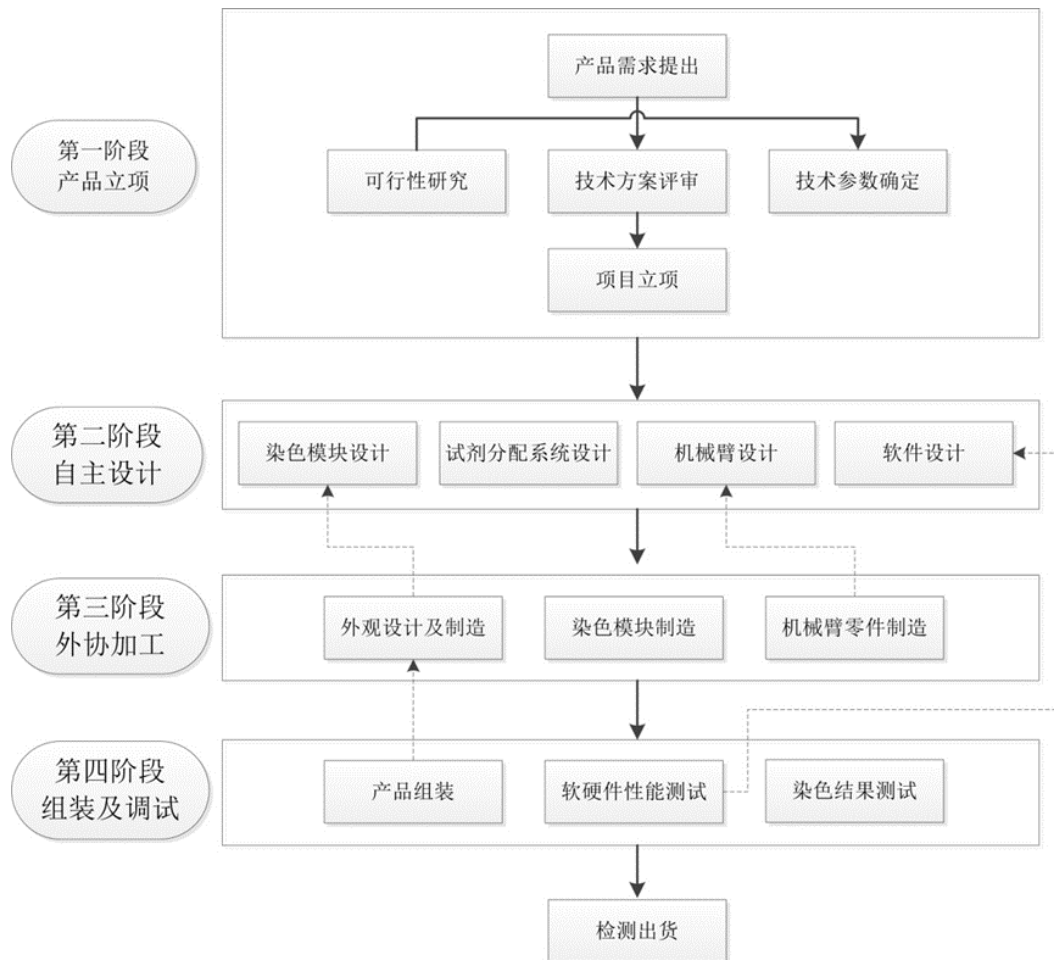 产品需求提出
第一阶段
产品立项
可行性研究
技术方案评审
技术参数确定
项目立项
第二阶段
自主设计
染色模块设计
试剂分配系统设计
机械臂设计
软件设计
第三阶段
外协加工
外观设计及制造
染色模块制造
机械臂零件制造
第四阶段
组装及调试
产品组装
软硬件性能测试
染色结果测试
检测出货